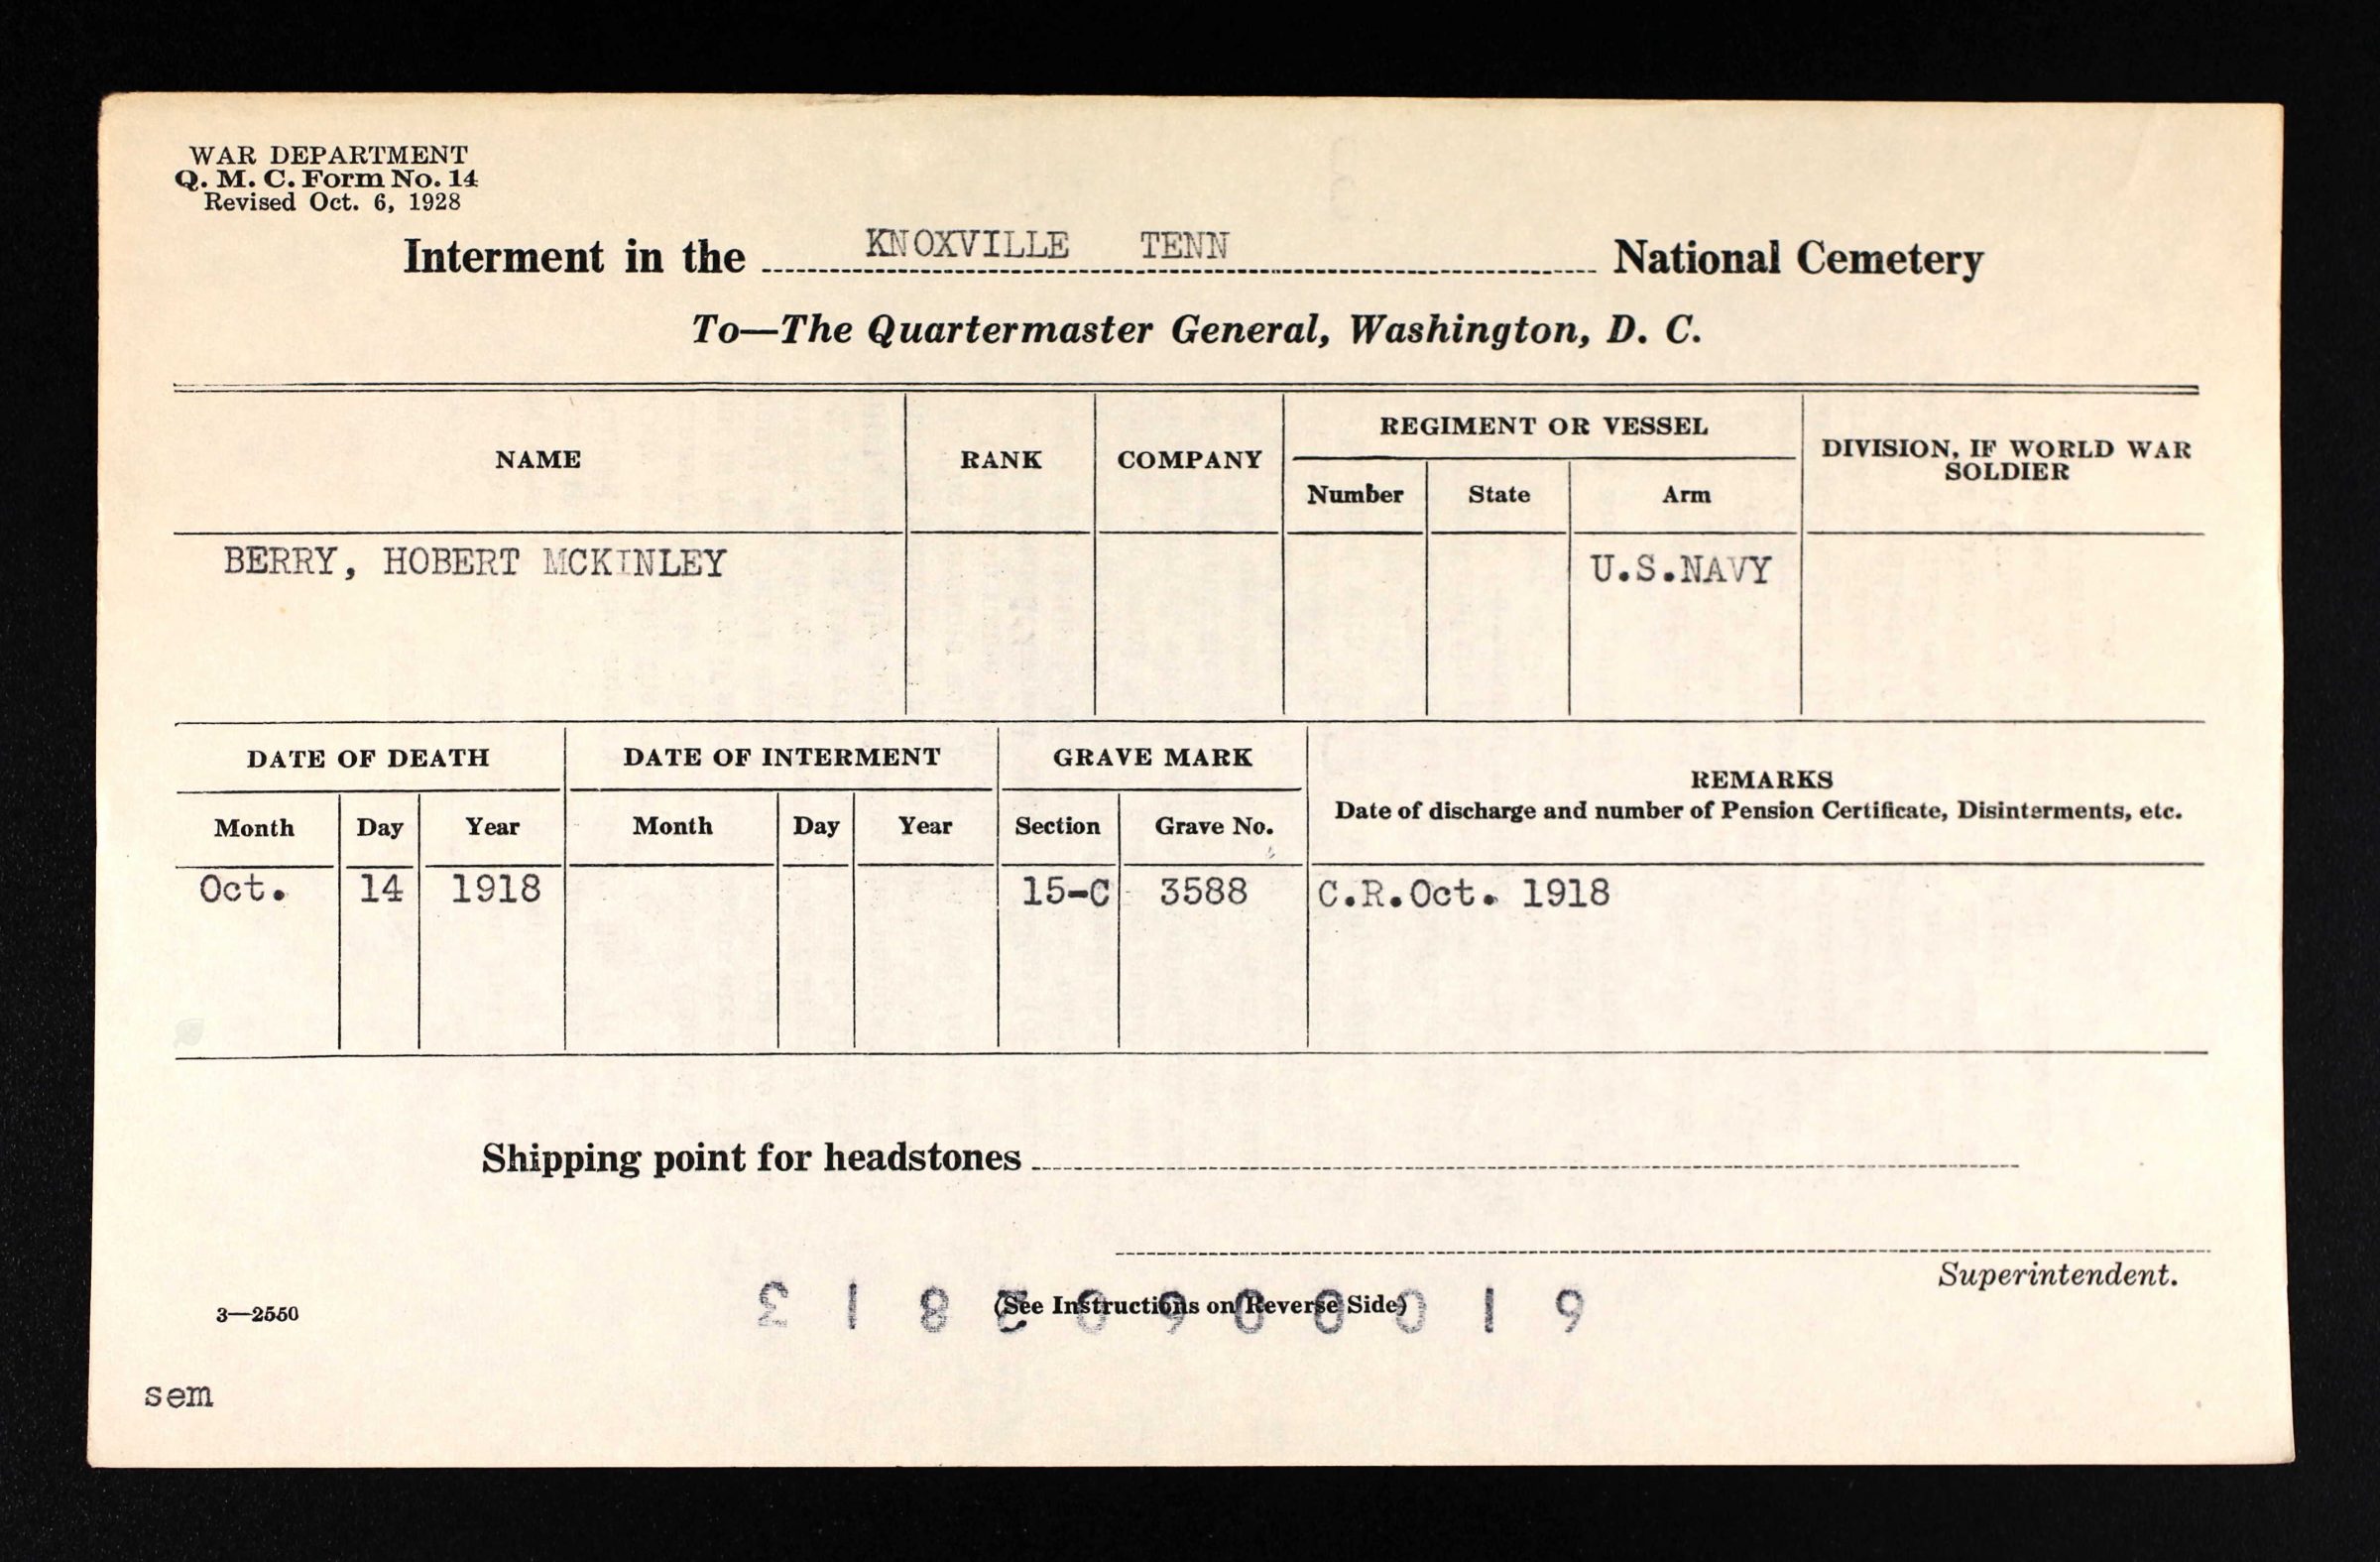 WAR DEPARTMENT
Q. M. C. Form No. 14
Revised Oct. 6, 1928
Interment in the KNOXVILLE TENN National Cemetery
To—The Quartermaster General, Washington, D. C.
NAME RANK COMPANY REGIMENT OR VESSEL DIVISION, IF WORLD WAR SOLDIER
Number State Arm
BERRY, HOBERT MCKINLEY U.S.NAVY
DATE OF DEATH DATE OF INTERMENT GRAVE MARK REMARKS
Date of discharge and number of Pension Certificate, Disinterments, etc.
Month Day Year Month Day Year Section Grave No.
Oct. 14 1918 15-C 3588 C.R.Oct. 1918
Shipping point for headstones
Superintendent.
3—2550 (See Instructions on Reverse Side)
sem